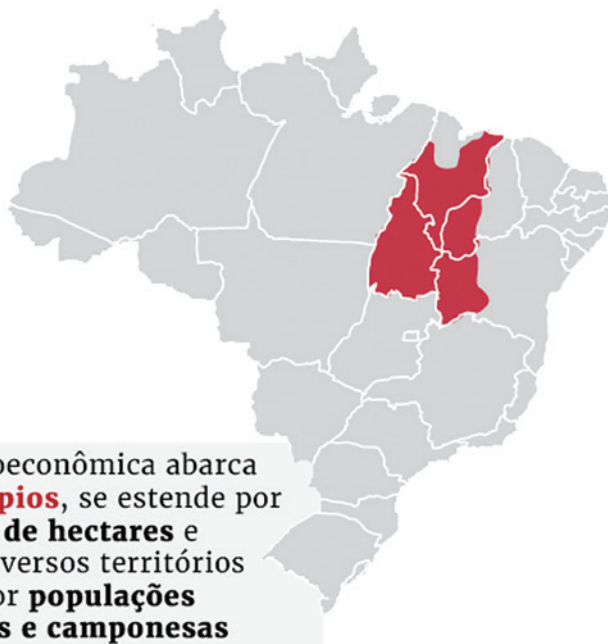 oeconômica abarca
pios, se estende por
de hectares e
versos territórios
or populações
s e camponesas